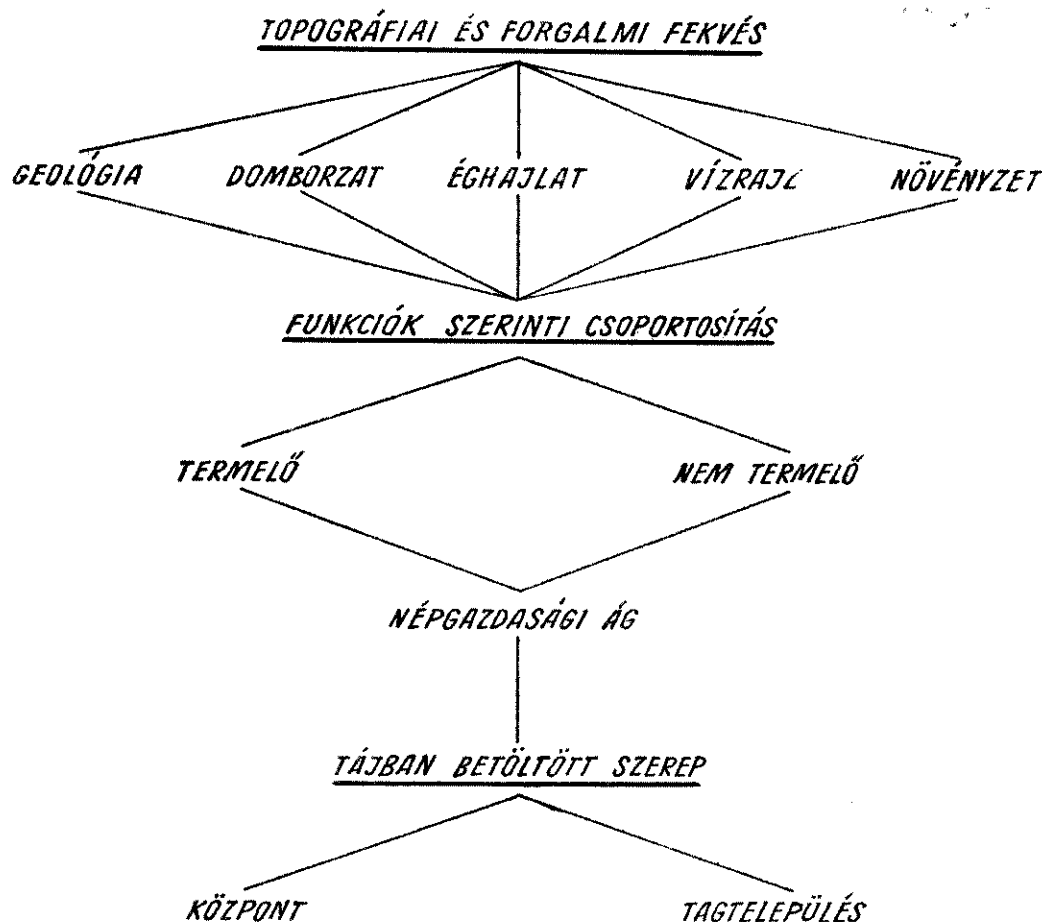 TOPOGRÁFIAI ÉS FORGALMI FEKVÉS
GEOLÓGIA DOMBORZAT ÉGHAJLAT VÍZRAJZ NÖVÉNYZET
FUNKCIÓK SZERINTI CSOPORTOSÍTÁS
TERMELŐ NEM TERMELŐ
NÉPGAZDASÁGI ÁG
TÁJBAN BETÖLTÖTT SZEREP
KÖZPONT TAGTELEPÜLÉS